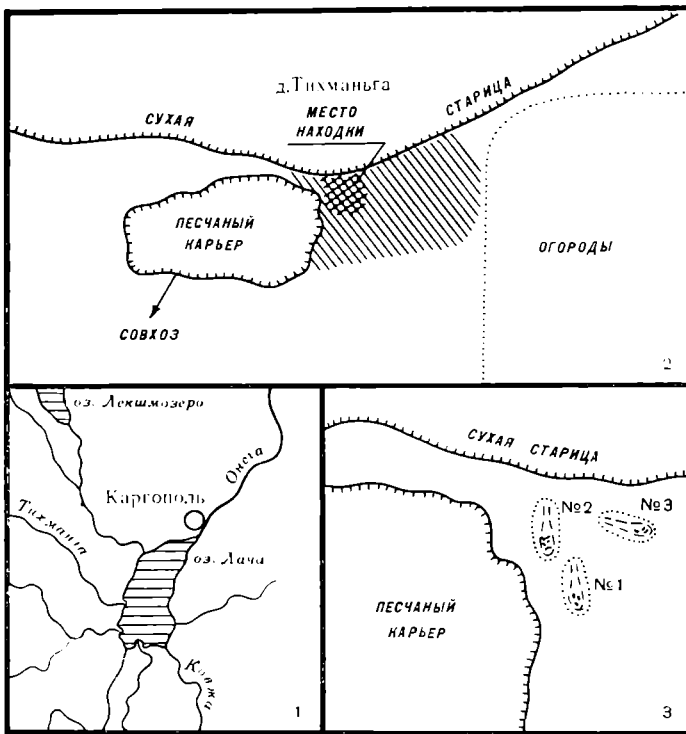 д.Тихманьга
МЕСТО
НАХОДКИ
СУХАЯ
СТАРИЦА
ПЕСЧАНЫЙ
КАРЬЕР
ОГОРОДЫ
СОВХОЗ
2
оз. Лекшмозеро
Онега
Каргополь
Тихманга
оз. Лача
Ковжа
1
СУХАЯ СТАРИЦА
№2
№3
№1
ПЕСЧАНЫЙ
КАРЬЕР
3